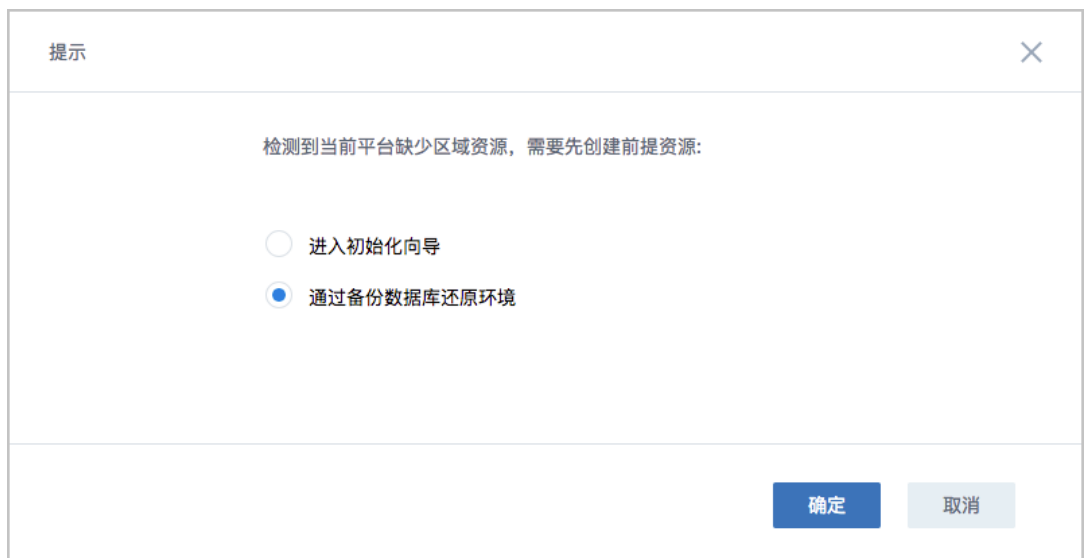 提示
检测到当前平台缺少区域资源，需要先创建前提资源:
进入初始化向导
通过备份数据库还原环境
确定
取消